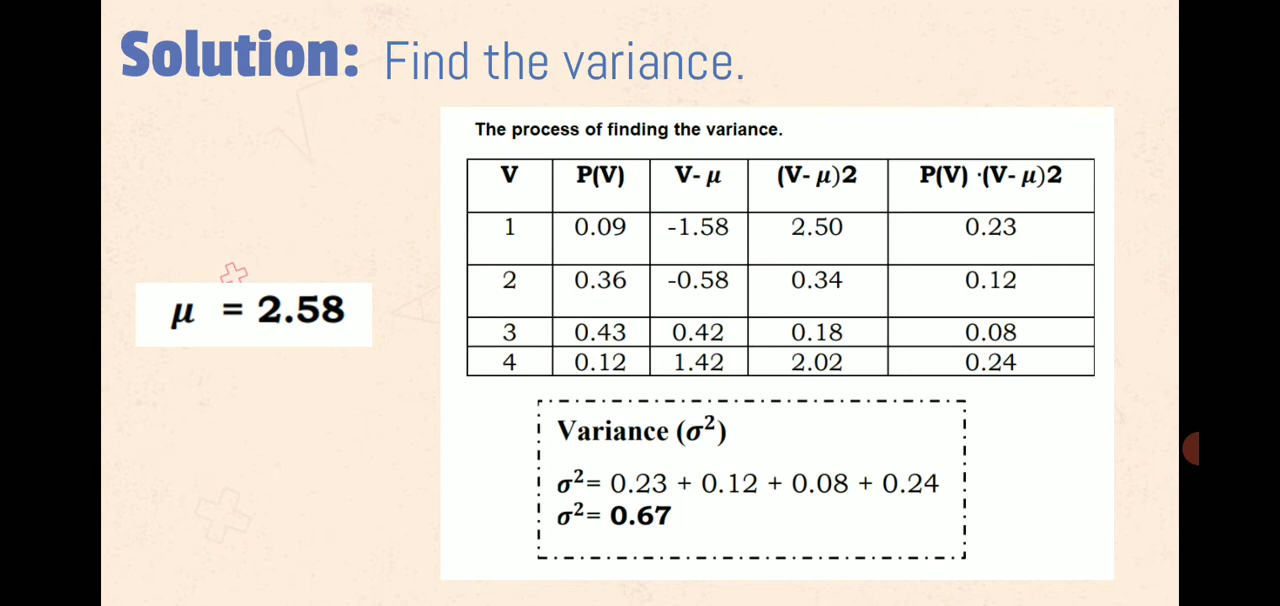 Solution: Find the variance.
The process of finding the variance.
V P(V) V- μ (V- μ)2 P(V) ·(V- μ)2
1 0.09 -1.58 2.50 0.23
2 0.36 -0.58 0.34 0.12
μ = 2.58
3 0.43 0.42 0.18 0.08
4 0.12 1.42 2.02 0.24
Variance (σ²)
σ²= 0.23 + 0.12 + 0.08 + 0.24
σ²= 0.67